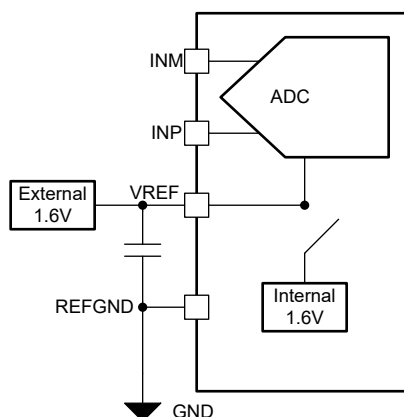 INM
ADC
INP
External
1.6V
VREF
REFGND
Internal
1.6V
GND